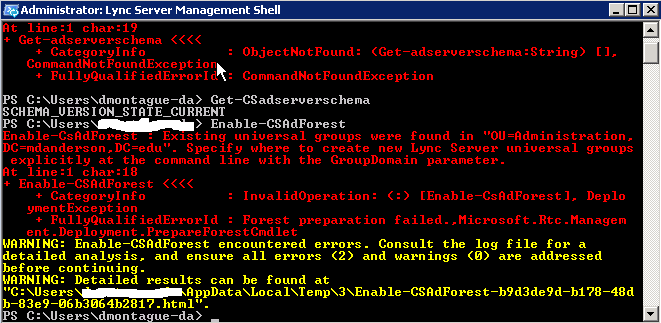 Administrator: Lync Server Management Shell
At line:1 char:19
+ Get-adserverschema <<<<
+ CategoryInfo : ObjectNotFound: (Get-adserverschema:String) [],
CommandNotFoundException
+ FullyQualifiedErrorId : CommandNotFoundException
PS C:\Users\dmontague-da> Get-CSadserverschema
SCHEMA_VERSION_STATE_CURRENT
PS C:\Users\ > Enable-CsAdForest
Enable-CsAdForest : Existing universal groups were found in "OU=Administration,
DC=mdanderson,DC=edu". Specify where to create new Lync Server universal groups
explicitly at the command line with the GroupDomain parameter.
At line:1 char:18
+ Enable-CSAdForest <<<<
+ CategoryInfo : InvalidOperation: (:) [Enable-CsAdForest], Deplo
ymentException
+ FullyQualifiedErrorId : Forest preparation failed.,Microsoft.Rtc.Managem
ent.Deployment.PrepareForestCmdlet
WARNING: Enable-CSAdForest encountered errors. Consult the log file for a
detailed analysis, and ensure all errors (2) and warnings (0) are addressed
before continuing.
WARNING: Detailed results can be found at
"C:\Users\ \AppData\Local\Temp\3\Enable-CSAdForest-b9d3de9d-b178-48d
b-83e9-06b3064b2817.html".
PS C:\Users\ >